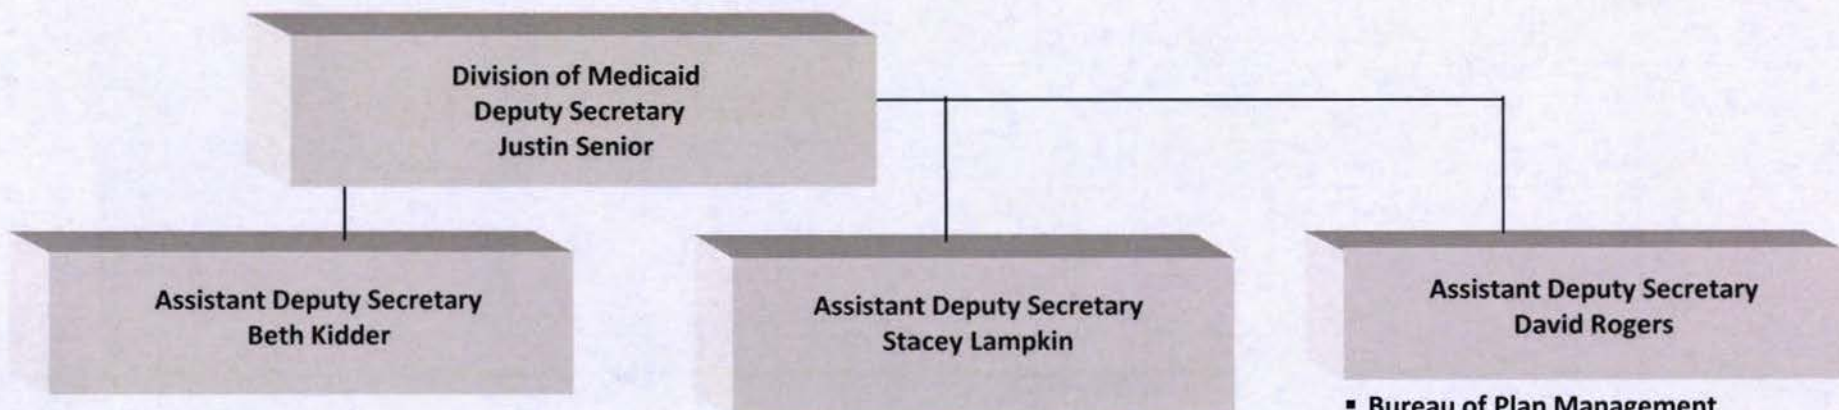 Division of Medicaid
Deputy Secretary
Justin Senior
Assistant Deputy Secretary
Beth Kidder
Assistant Deputy Secretary
Stacey Lampkin
Assistant Deputy Secretary
David Rogers
▪ Bureau of Plan Management